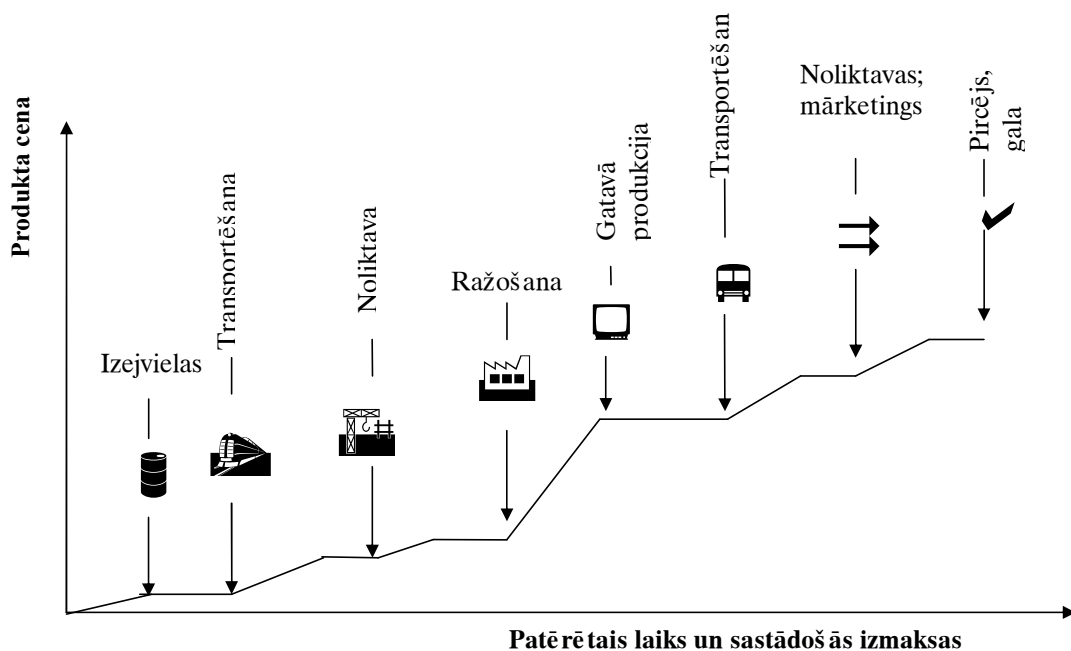 Produkta cena
Izejvielas
Transportēšana
Noliktava
Ražošana
Gatavā
produkcija
Transportēšan
Noliktavas;
mārketings
Pircējs,
gala
Patērētais laiks un sastādošās izmaksas